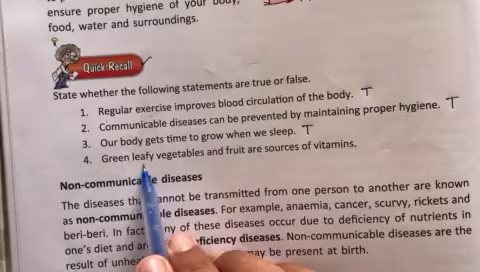 ensure proper hygiene of your body,
food, water and surroundings.
Quick Recall
State whether the following statements are true or false.
1. Regular exercise improves blood circulation of the body. T
2. Communicable diseases can be prevented by maintaining proper hygiene. T
3. Our body gets time to grow when we sleep. T
4. Green leafy vegetables and fruit are sources of vitamins.
Non-communicable diseases
The diseases cannot be transmitted from one person to another are known
as non-communicable diseases. For example, anaemia, cancer, scurvy, rickets and
beri-beri. In fact of these diseases occur due to deficiency of nutrients in
one's diet and deficiency diseases. Non-communicable diseases are the
result of may be present at birth.